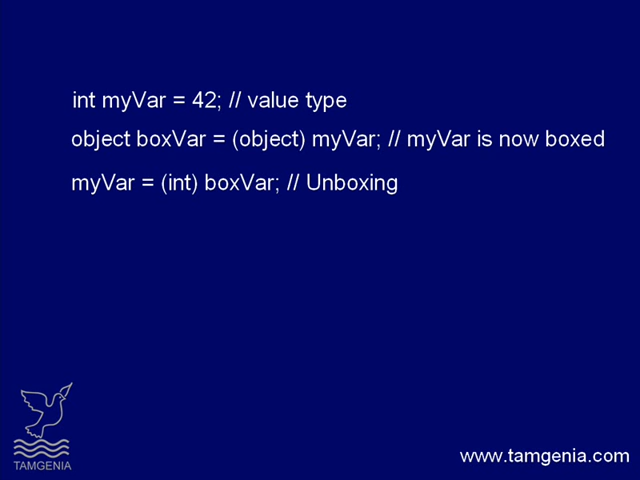 int myVar = 42; // value type
object boxVar = (object) myVar; // myVar is now boxed
myVar = (int) boxVar; // Unboxing
TAMGENIA
www.tamgenia.com